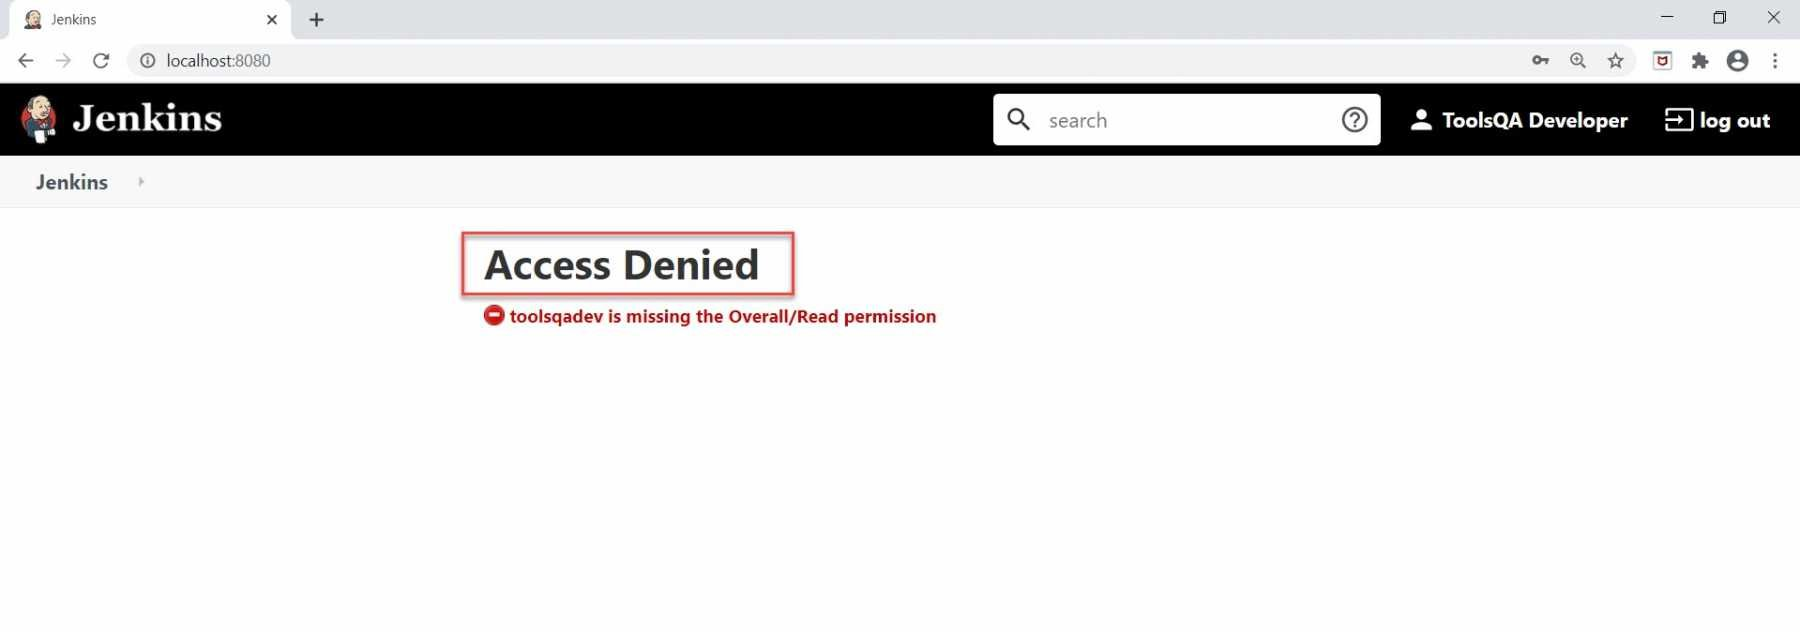 Jenkins
localhost:8080
Jenkins
search
ToolsQA Developer
log out
Jenkins
Access Denied
toolsqadev is missing the Overall/Read permission